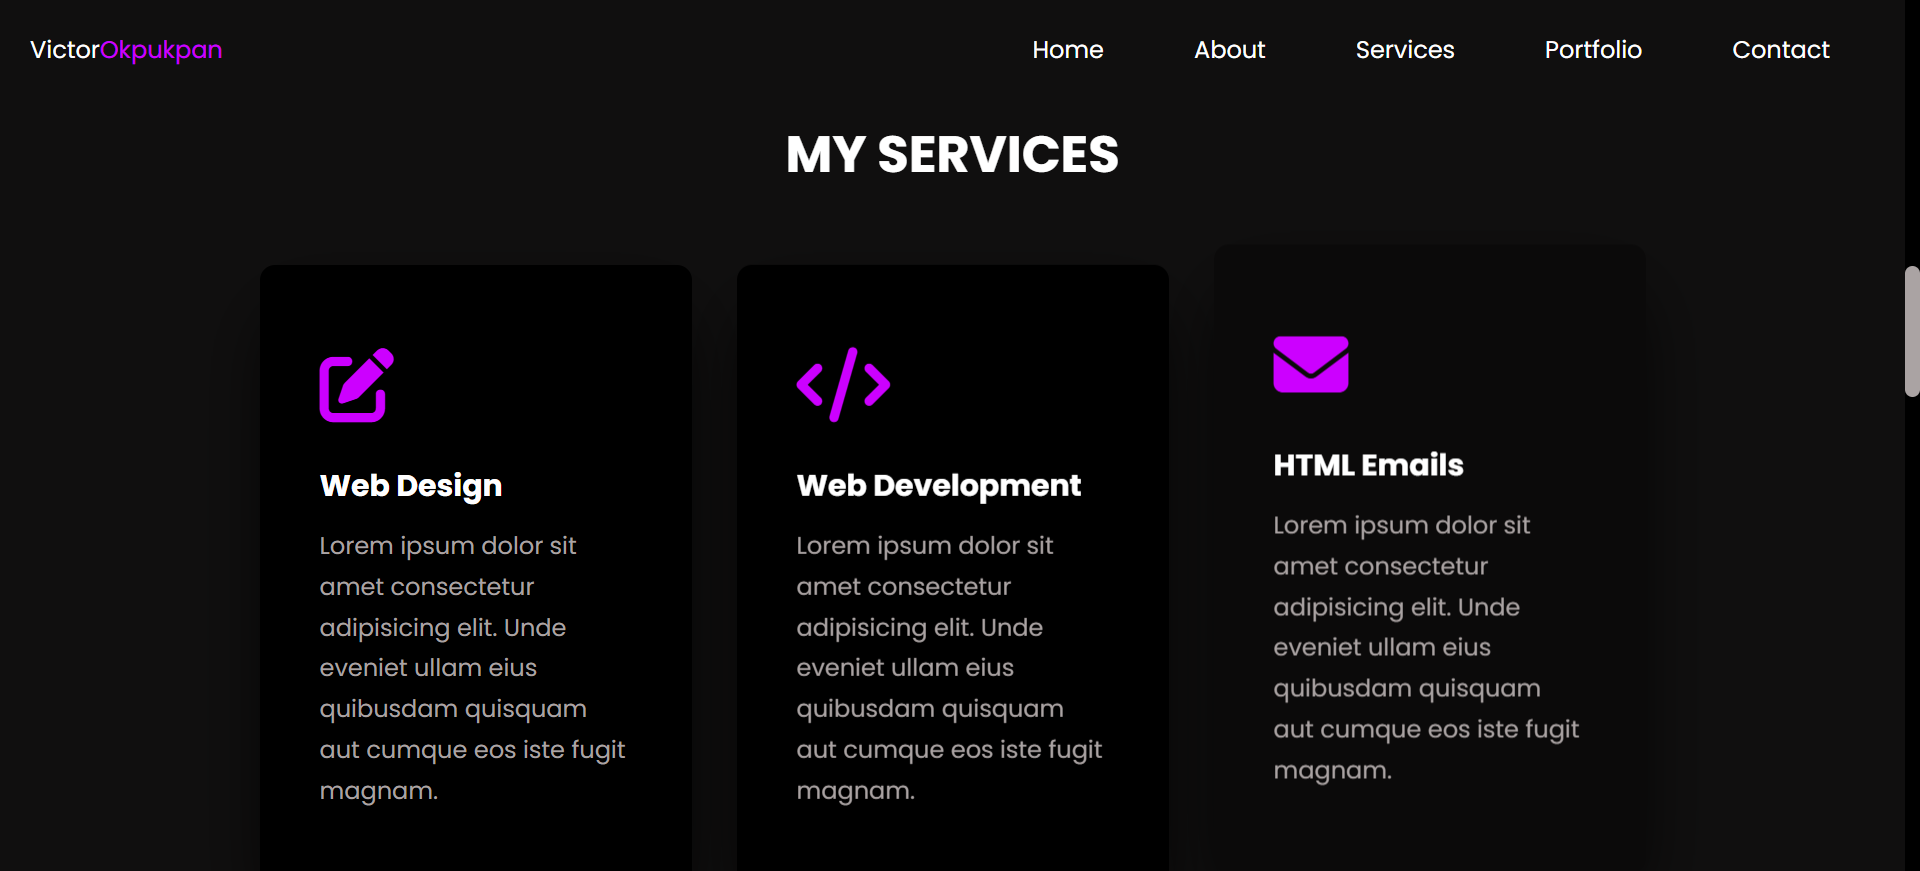 VictorOkpukpan
Home About Services Portfolio Contact
MY SERVICES
Web Design
Lorem ipsum dolor sit
amet consectetur
adipisicing elit. Unde
eveniet ullam eius
quibusdam quisquam
aut cumque eos iste fugit
magnam.
Web Development
Lorem ipsum dolor sit
amet consectetur
adipisicing elit. Unde
eveniet ullam eius
quibusdam quisquam
aut cumque eos iste fugit
magnam.
HTML Emails
Lorem ipsum dolor sit
amet consectetur
adipisicing elit. Unde
eveniet ullam eius
quibusdam quisquam
aut cumque eos iste fugit
magnam.